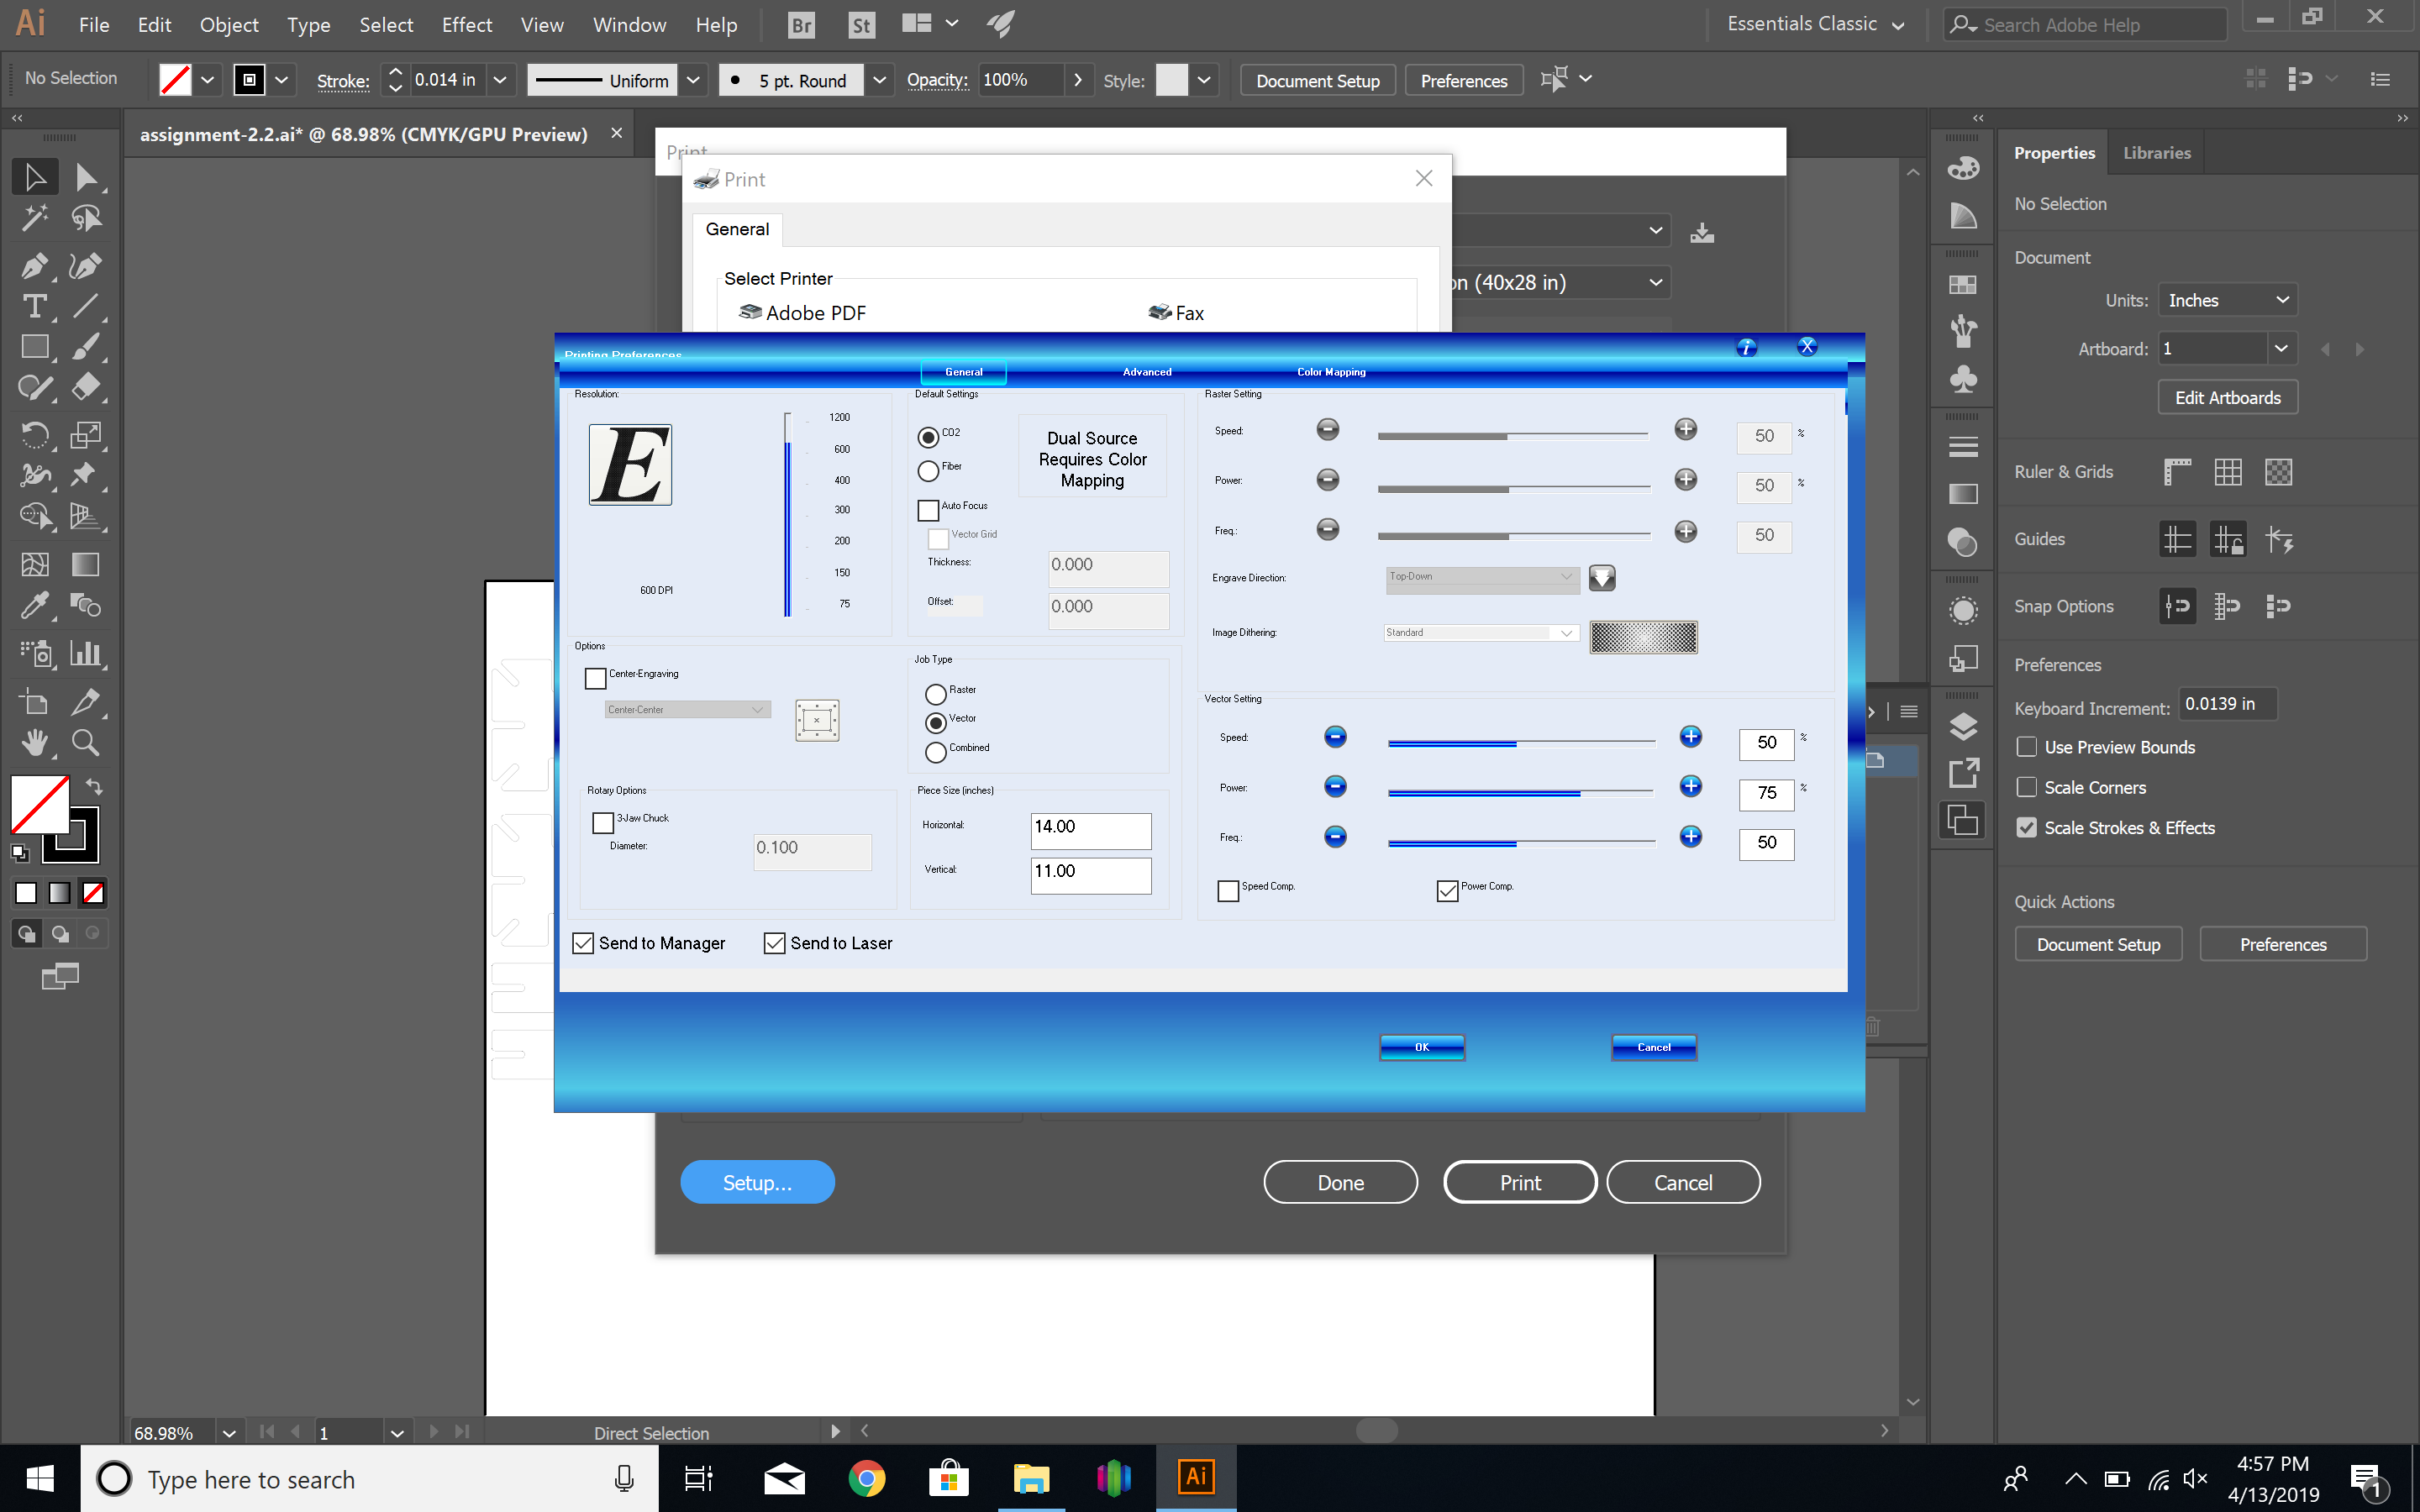 Ai File Edit Object Type Select Effect View Window Help Br St Essentials Classic Search Adobe Help
No Selection Stroke: 0.014 in Uniform 5 pt. Round Opacity: 100% Style: Document Setup Preferences
assignment-2.2.ai* @ 68.98% (CMYK/GPU Preview)
Print
Print
General
Select Printer
Adobe PDF Fax
on (40x28 in)
Printing Preferences
General Advanced Color Mapping
Resolution:
E
1200
600
400
300
200
150
75
600 DPI
Default Settings
CO2
Fiber
Dual Source
Requires Color
Mapping
Auto Focus
Vector Grid
Thickness: 0.000
Offset: 0.000
Options
Center-Engraving
Center-Center
Job Type
Raster
Vector
Combined
Rotary Options
3-Jaw Chuck
Diameter: 0.100
Piece Size (inches)
Horizontal: 14.00
Vertical: 11.00
Raster Setting
Speed: 50 %
Power: 50 %
Freq.: 50
Engrave Direction: Top-Down
Image Dithering: Standard
Vector Setting
Speed: 50 %
Power: 75 %
Freq.: 50
Speed Comp. Power Comp.
Send to Manager Send to Laser
OK Cancel
Setup... Done Print Cancel
Properties Libraries
No Selection
Document
Units: Inches
Artboard: 1
Edit Artboards
Ruler & Grids
Guides
Snap Options
Preferences
Keyboard Increment: 0.0139 in
Use Preview Bounds
Scale Corners
Scale Strokes & Effects
Quick Actions
Document Setup Preferences
68.98% 1 Direct Selection
Type here to search
Ai
4:57 PM
4/13/2019
1